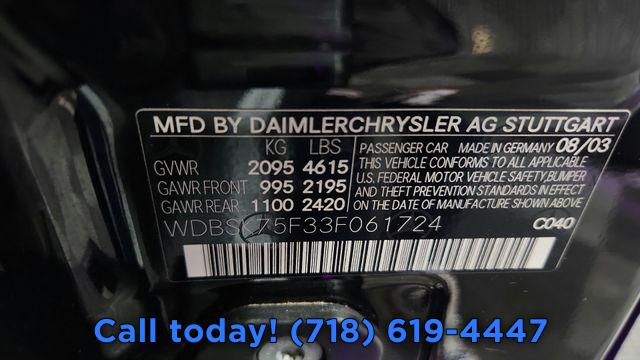 MFD BY DAIMLERCHRYSLER AG STUTTGART
KG LBS
GVWR 2095 4615
GAWR FRONT 995 2195
GAWR REAR 1100 2420
PASSENGER CAR MADE IN GERMANY 08/03
THIS VEHICLE CONFORMS TO ALL APPLICABLE
U.S. FEDERAL MOTOR VEHICLE SAFETY,BUMPER
AND THEFT PREVENTION STANDARDS IN EFFECT
ON THE DATE OF MANUFACTURE SHOWN ABOVE
WDBSK75F33F061724
C040
Call today! (718) 619-4447